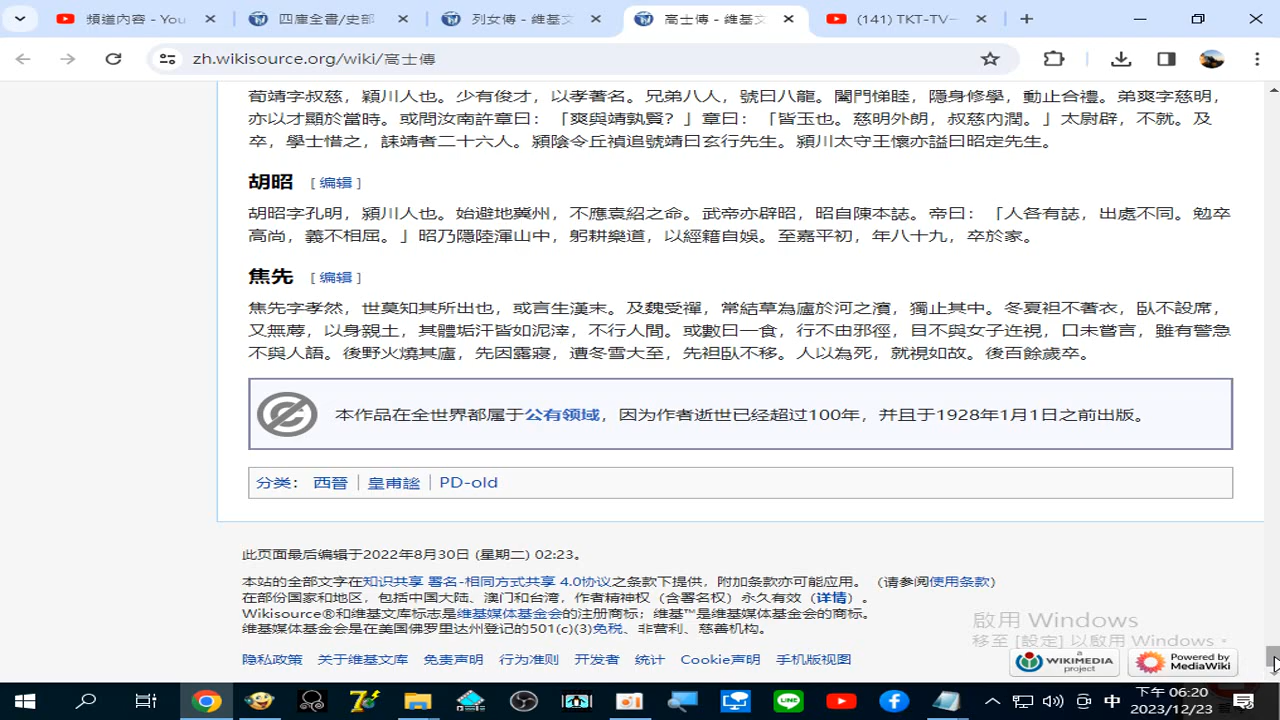 頻道內容 - You
四庫全書/史部
列女傳 - 維基文
高士傳 - 維基文
(141) TKT-TV-
zh.wikisource.org/wiki/高士傳
荀靖字叔慈，潁川人也。少有俊才，以孝著名。兄弟八人，號曰八龍。闔門悌睦，隱身修學，動止合禮。弟爽字慈明，
亦以才顯於當時。或問汝南許章曰：「爽與靖孰賢？」章曰：「皆玉也。慈明外朗，叔慈內潤。」太尉辟，不就。及
卒，學士惜之，誄靖者二十六人。潁陰令丘禎追號靖曰玄行先生。潁川太守王懷亦謚曰昭定先生。
胡昭 [编辑]
胡昭字孔明，潁川人也。始避地冀州，不應袁紹之命。武帝亦辟昭，昭自陳本誌。帝曰：「人各有誌，出處不同。勉卒
高尚，義不相屈。」昭乃隱陸渾山中，躬耕樂道，以經籍自娛。至嘉平初，年八十九，卒於家。
焦先 [编辑]
焦先字孝然，世莫知其所出也，或言生漢末。及魏受禪，常結草為廬於河之濱，獨止其中。冬夏袒不著衣，臥不設席，
又無蓐，以身親土，其體垢汙皆如泥滓，不行人間。或數日一食，行不由邪徑，目不與女子迕視，口未嘗言，雖有警急
不與人語。後野火燒其廬，先因露寢，遭冬雪大至，先袒臥不移。人以為死，就視如故。後百餘歲卒。
本作品在全世界都属于公有领域，因为作者逝世已经超过100年，并且于1928年1月1日之前出版。
分类： 西晉 皇甫謐 PD-old
此页面最后编辑于2022年8月30日 (星期二) 02:23。
本站的全部文字在知识共享 署名-相同方式共享 4.0协议之条款下提供，附加条款亦可能应用。 （请参阅使用条款）
在部份国家和地区，包括中国大陆、澳门和台湾，作者精神权（含署名权）永久有效（详情）。
Wikisource®和维基文库标志是维基媒体基金会的注册商标；维基™是维基媒体基金会的商标。
维基媒体基金会是在美国佛罗里达州登记的501(c)(3)免税、非营利、慈善机构。
啟用 Windows
移至 [設定] 以啟用 Windows。
隐私政策 关于维基文库 免责声明 行为准则 开发者 统计 Cookie声明 手机版视图
a WIKIMEDIA project
Powered by MediaWiki
下午 06:20
2023/12/23